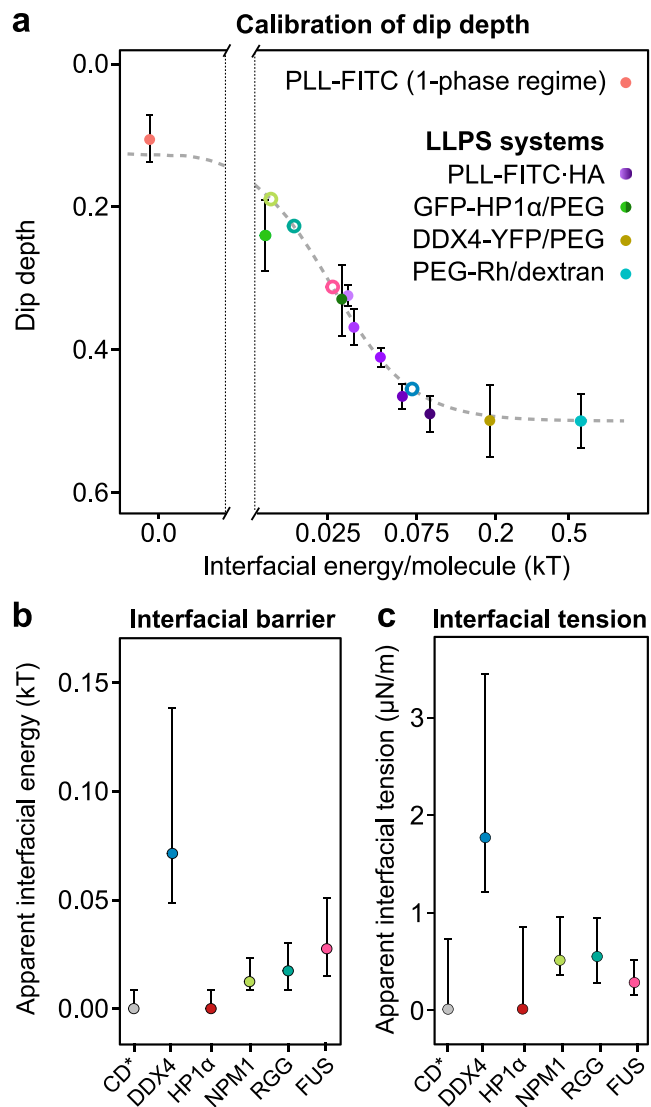 a
Calibration of dip depth
0.0
0.2
0.4
0.6
Dip depth
PLL-FITC (1-phase regime)
LLPS systems
PLL-FITC·HA
GFP-HP1α/PEG
DDX4-YFP/PEG
PEG-Rh/dextran
0.0
0.025
0.075
0.2
0.5
Interfacial energy/molecule (kT)
b
Interfacial barrier
Apparent interfacial energy (kT)
0.15
0.10
0.05
0.00
CD*
DDX4
HP1α
NPM1
RGG
FUS
c
Interfacial tension
Apparent interfacial tension (µN/m)
3
2
1
0
CD*
DDX4
HP1α
NPM1
RGG
FUS